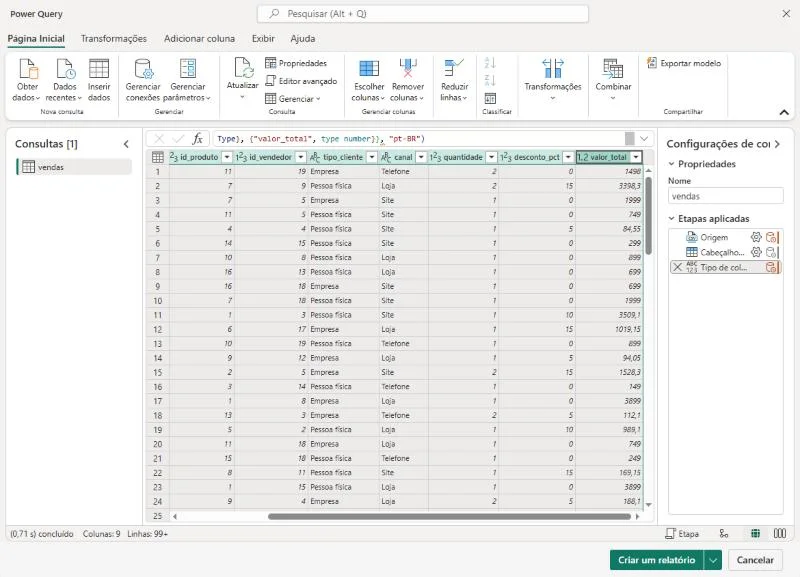 Power Query
Pesquisar (Alt + Q)
Página Inicial Transformações Adicionar coluna Exibir Ajuda
Obter dados Dados recentes Inserir dados
Nova consulta
Gerenciar conexões Gerenciar parâmetros
Gerenciar
Atualizar Propriedades Editor avançado Gerenciar
Consulta
Escolher colunas Remover colunas
Gerenciar colunas
Reduzir linhas
Classificar
Transformações
Combinar
Exportar modelo
Compartilhar
Consultas [1]
vendas
fx Type}, {"valor_total", type number}}, "pt-BR")
1²3 id_produto 1²3 id_vendedor ABC tipo_cliente ABC canal 1²3 quantidade 1²3 desconto_pct 1.2 valor_total
1 11 19 Empresa Telefone 2 0 1498
2 7 9 Pessoa física Loja 2 15 3398,3
3 7 5 Empresa Site 1 0 1999
4 11 5 Pessoa física Site 1 0 749
5 4 4 Pessoa física Site 1 5 84,55
6 14 15 Pessoa física Site 1 0 299
7 10 8 Pessoa física Loja 1 0 899
8 16 13 Pessoa física Loja 1 0 699
9 16 18 Empresa Site 1 0 699
10 7 18 Pessoa física Site 1 0 1999
11 1 3 Pessoa física Site 1 10 3509,1
12 6 17 Empresa Loja 1 15 1019,15
13 10 19 Pessoa física Telefone 1 0 899
14 9 12 Empresa Loja 1 5 94,05
15 2 5 Empresa Site 2 15 1528,3
16 3 14 Pessoa física Telefone 1 0 149
17 1 8 Empresa Loja 1 0 3899
18 13 3 Empresa Telefone 2 5 112,1
19 5 2 Pessoa física Loja 1 10 989,1
20 11 18 Empresa Loja 1 0 749
21 15 18 Pessoa física Telefone 1 0 249
22 8 11 Pessoa física Site 1 15 169,15
23 1 15 Pessoa física Loja 1 0 3899
24 9 4 Empresa Loja 2 5 188,1
25
Configurações de co
Propriedades
Nome
vendas
Etapas aplicadas
Origem
Cabeçalho...
ABC 123 Tipo de col...
(0,71 s) concluído Colunas: 9 Linhas: 99+
Etapa
Criar um relatório Cancelar